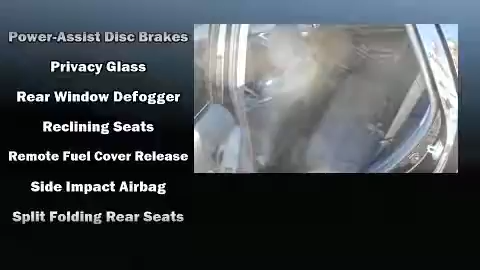 Power-Assist Disc Brakes
Privacy Glass
Rear Window Defogger
Reclining Seats
Remote Fuel Cover Release
Side Impact Airbag
Split Folding Rear Seats